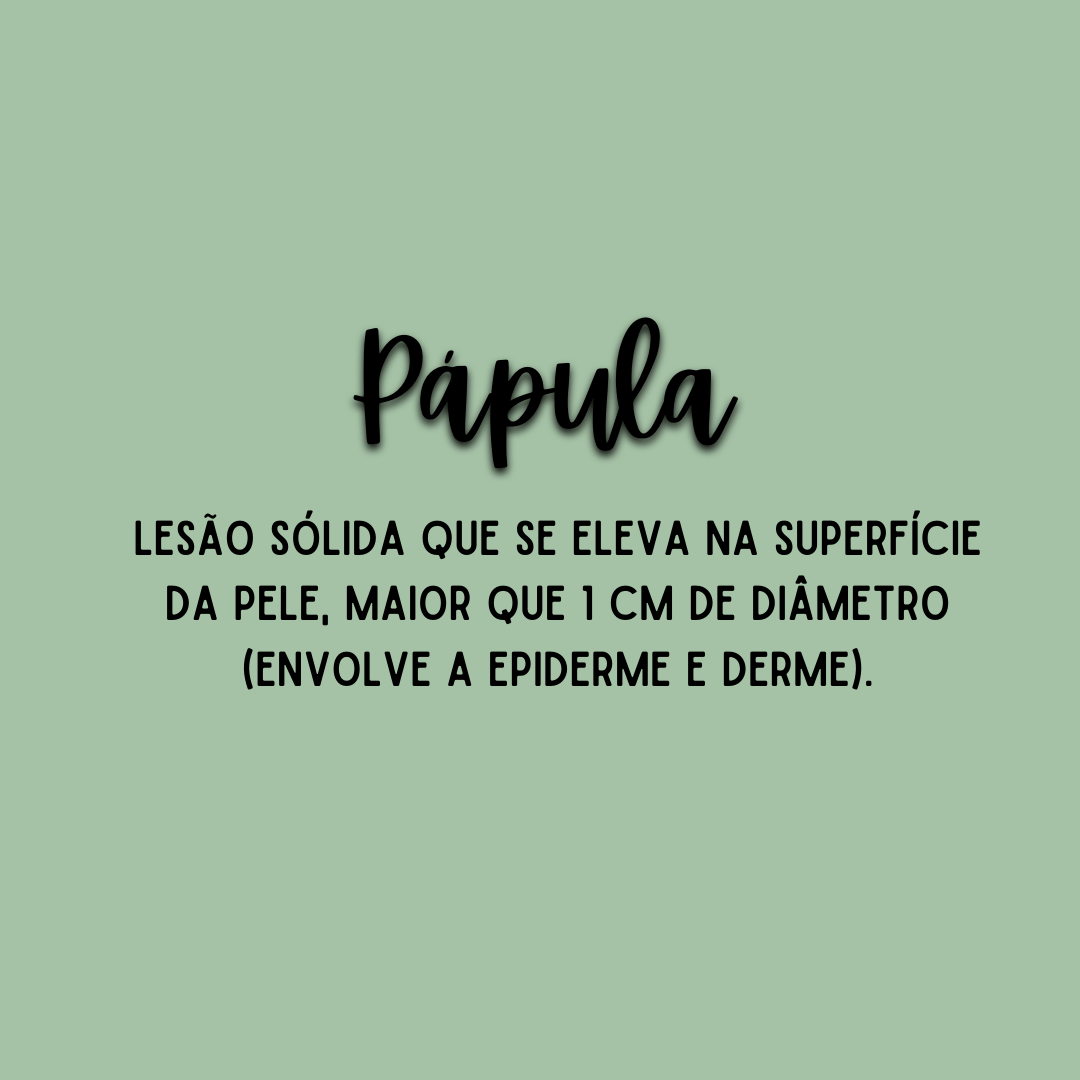 Pápula
LESÃO SÓLIDA QUE SE ELEVA NA SUPERFÍCIE
DA PELE, MAIOR QUE 1 CM DE DIÂMETRO
(ENVOLVE A EPIDERME E DERME).